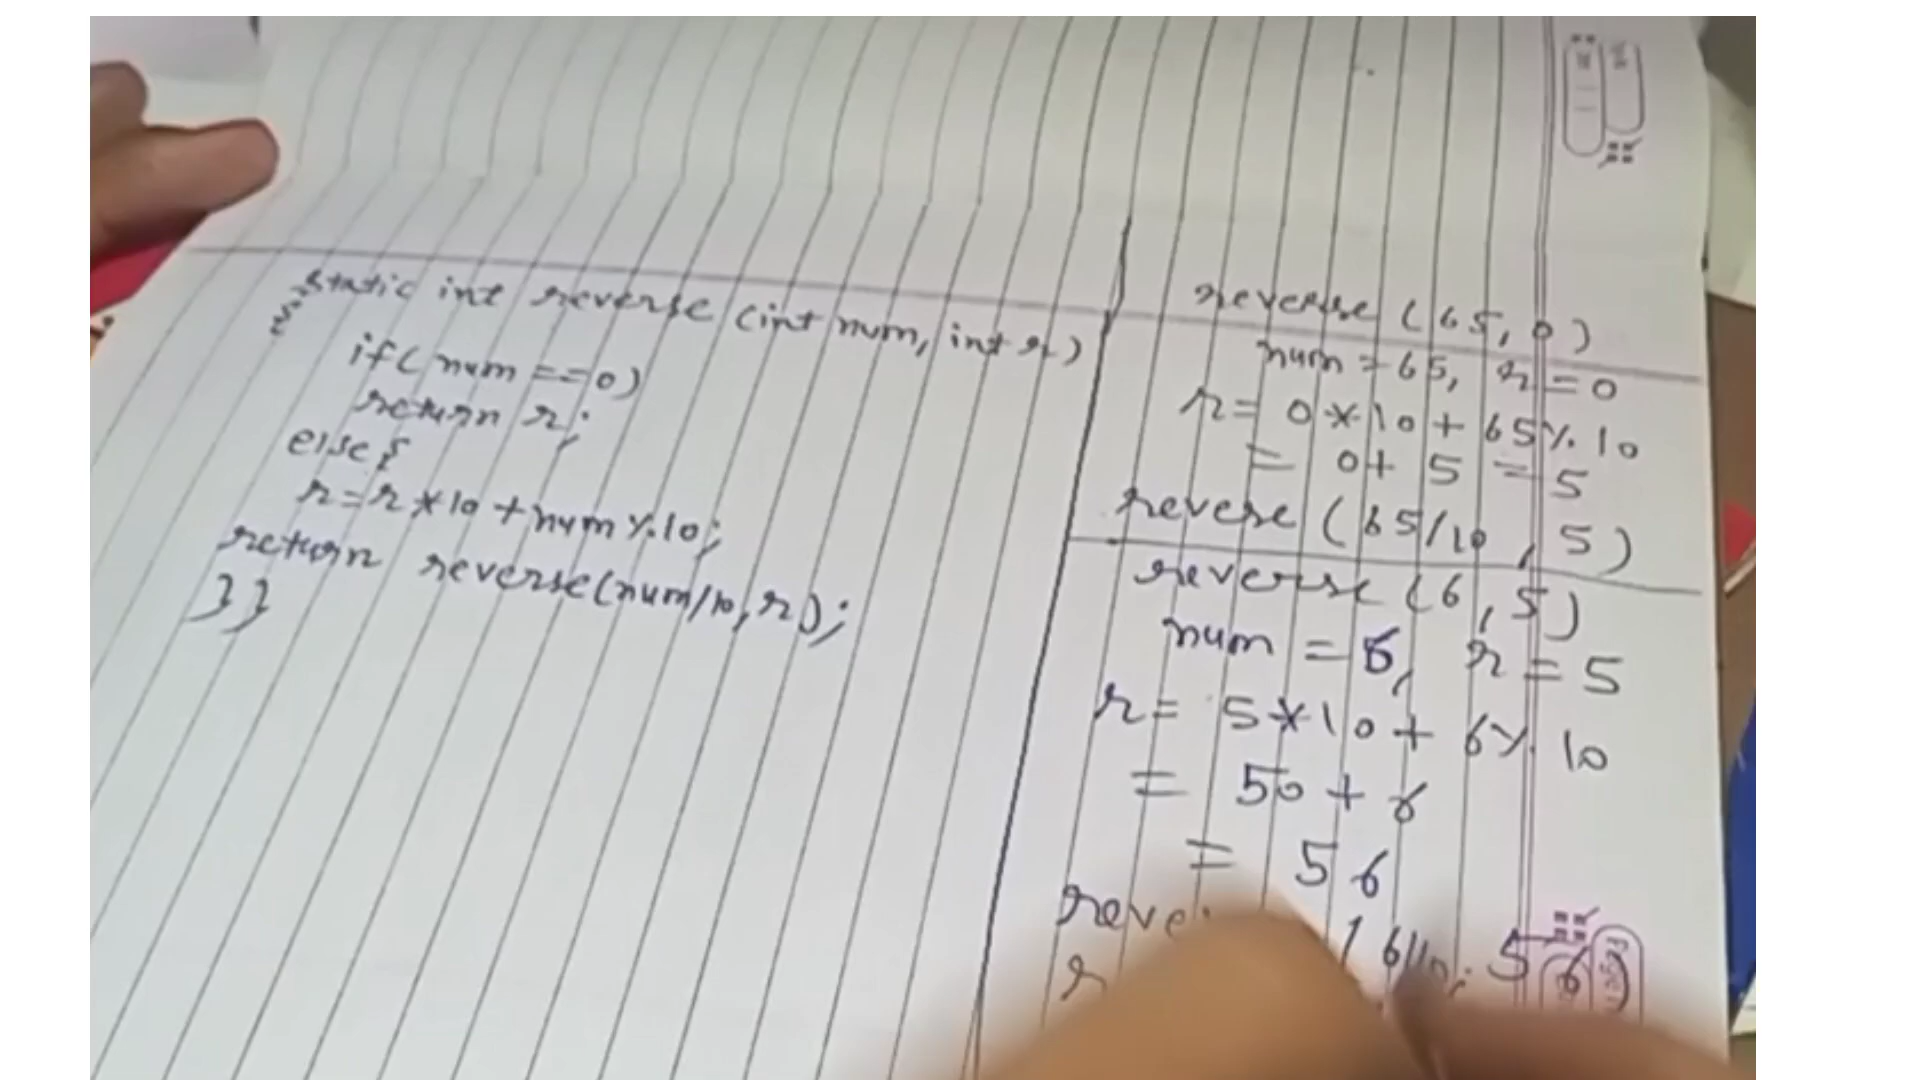 static int reverse (int num, int r)
{
if( num ==0)
return r;
else{
r=r*10 +num%10;
return reverse(num/10,r);
}}
reverse (65,0)
num = 65, r=0
r= 0*10 + 65%10
= 0+ 5 = 5
reverse (65/10,5)
reverse (6,5)
num = 6, r=5
r= 5*10 + 6%10
= 50 + 6
= 56
r